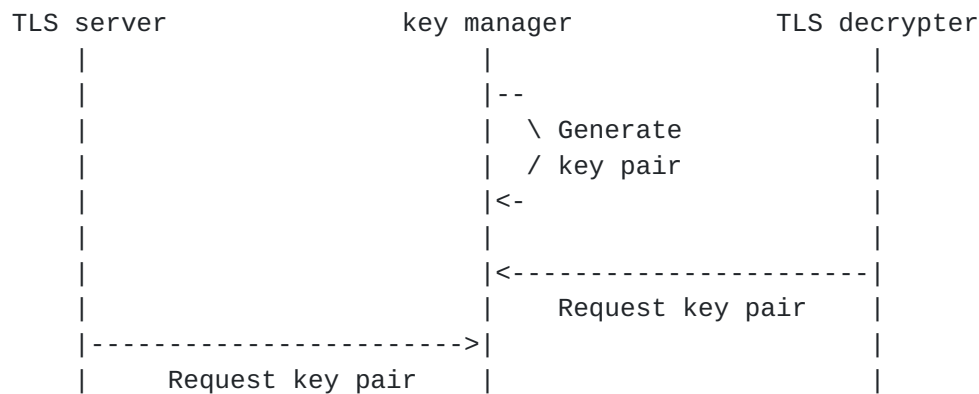 TLS server key manager TLS decrypter
| | |
| |-- |
| | \ Generate |
| | / key pair |
| |<- |
| | |
| |<-----------------------|
| | Request key pair |
|------------------------>| |
| Request key pair | |